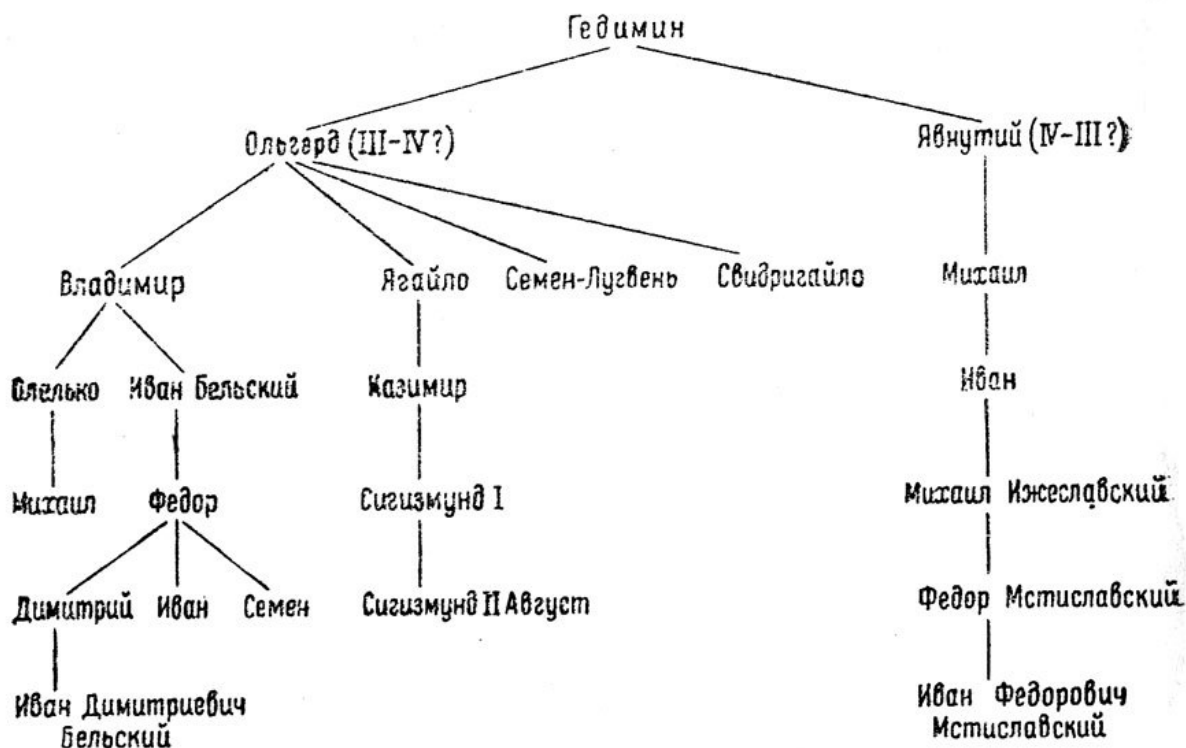 Гедимин
Ольгерд (III-IV?) Явнутий (IV-III?)
Владимир Ягайло Семен-Лугвень Свидригайло Михаил
Олелько Иван Бельский Казимир Иван
Михаил Федор Сигизмунд I Михаил Ижеславский
Димитрий Иван Семен Сигизмунд II Август Федор Мстиславский
Иван Димитриевич
Бельский
Иван Федорович
Мстиславский